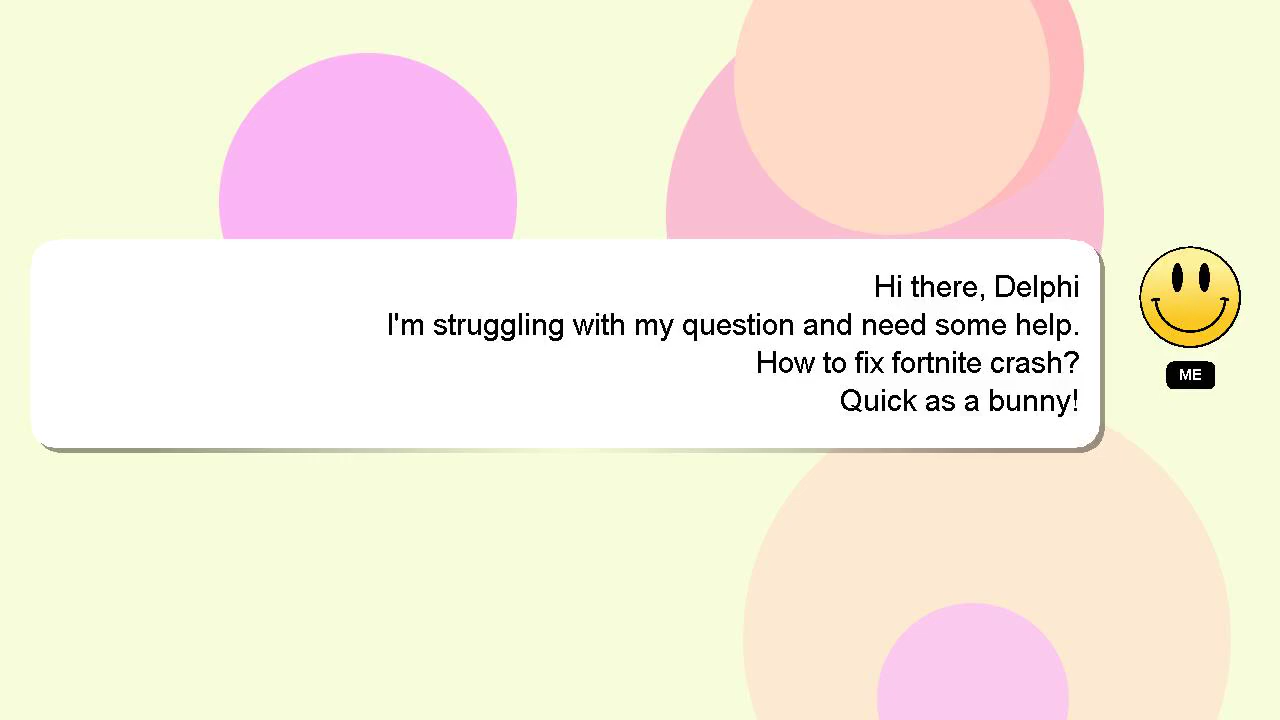 Hi there, Delphi
I'm struggling with my question and need some help.
How to fix fortnite crash?
Quick as a bunny!
ME